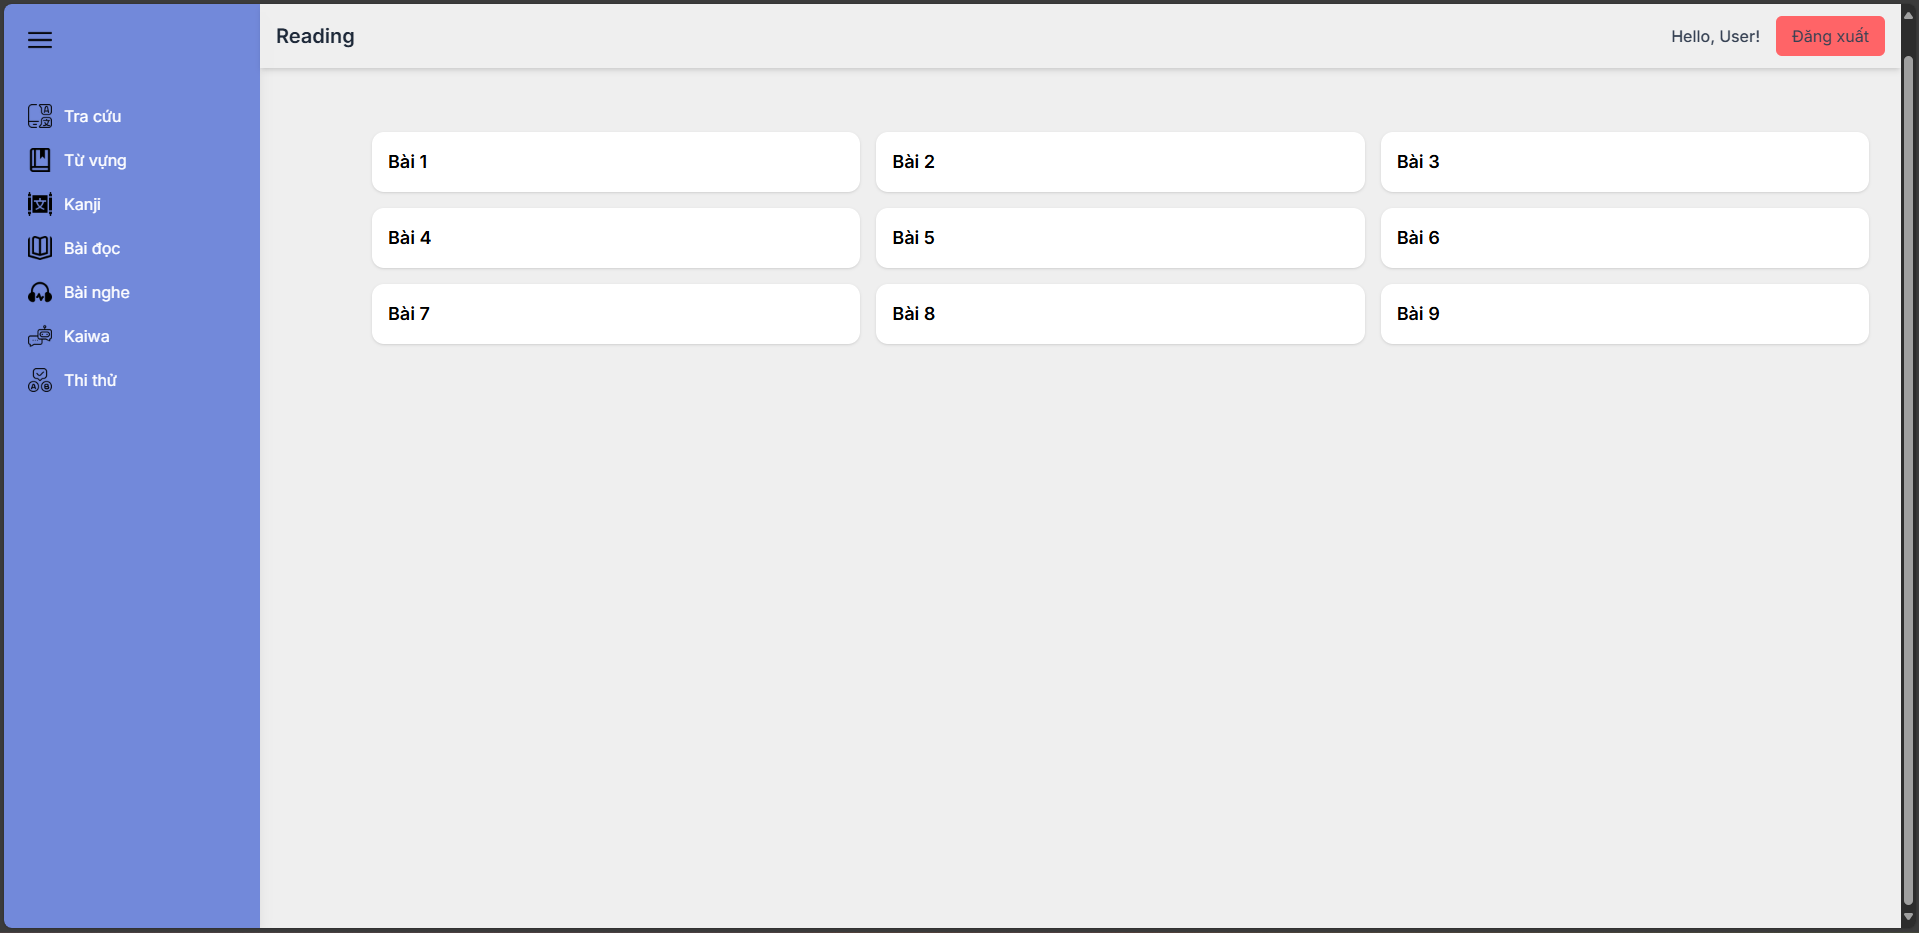 Reading
Hello, User!
Đăng xuất
Tra cứu
Từ vựng
Kanji
Bài đọc
Bài nghe
Kaiwa
Thi thử
Bài 1
Bài 2
Bài 3
Bài 4
Bài 5
Bài 6
Bài 7
Bài 8
Bài 9